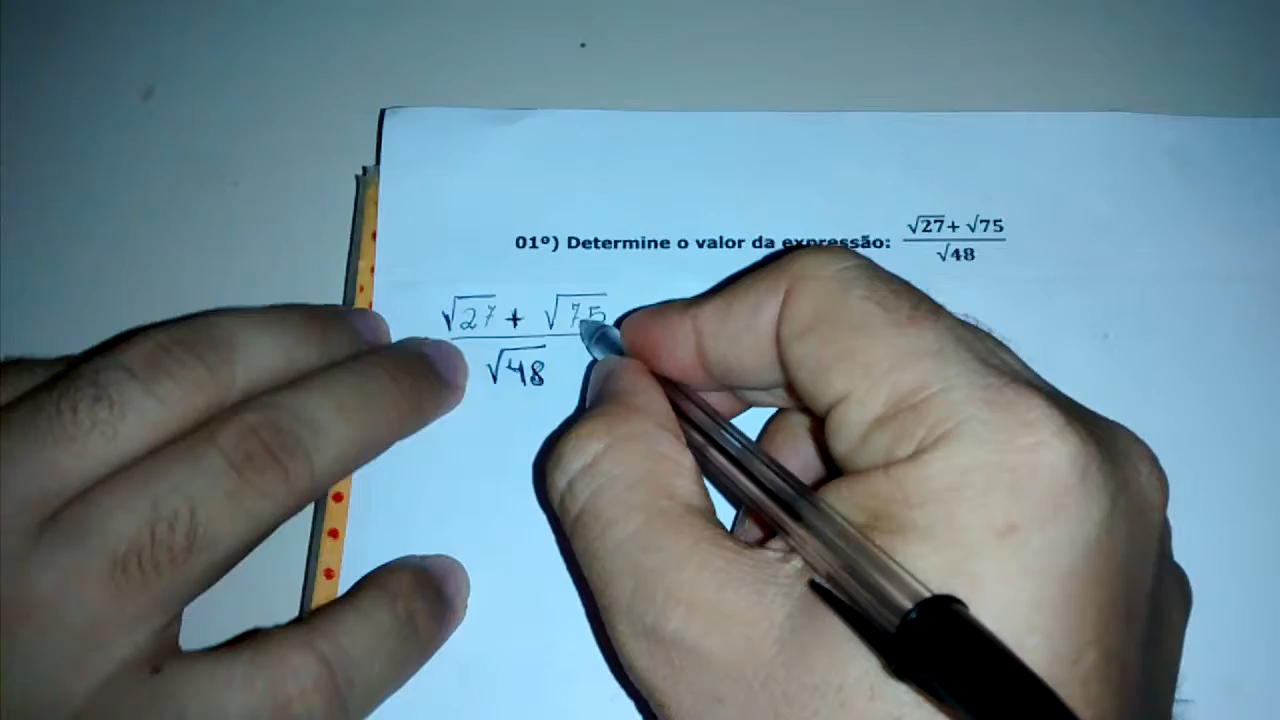 01º) Determine o valor da expressão: (√27 + √75)/√48
√27 + √75
√48